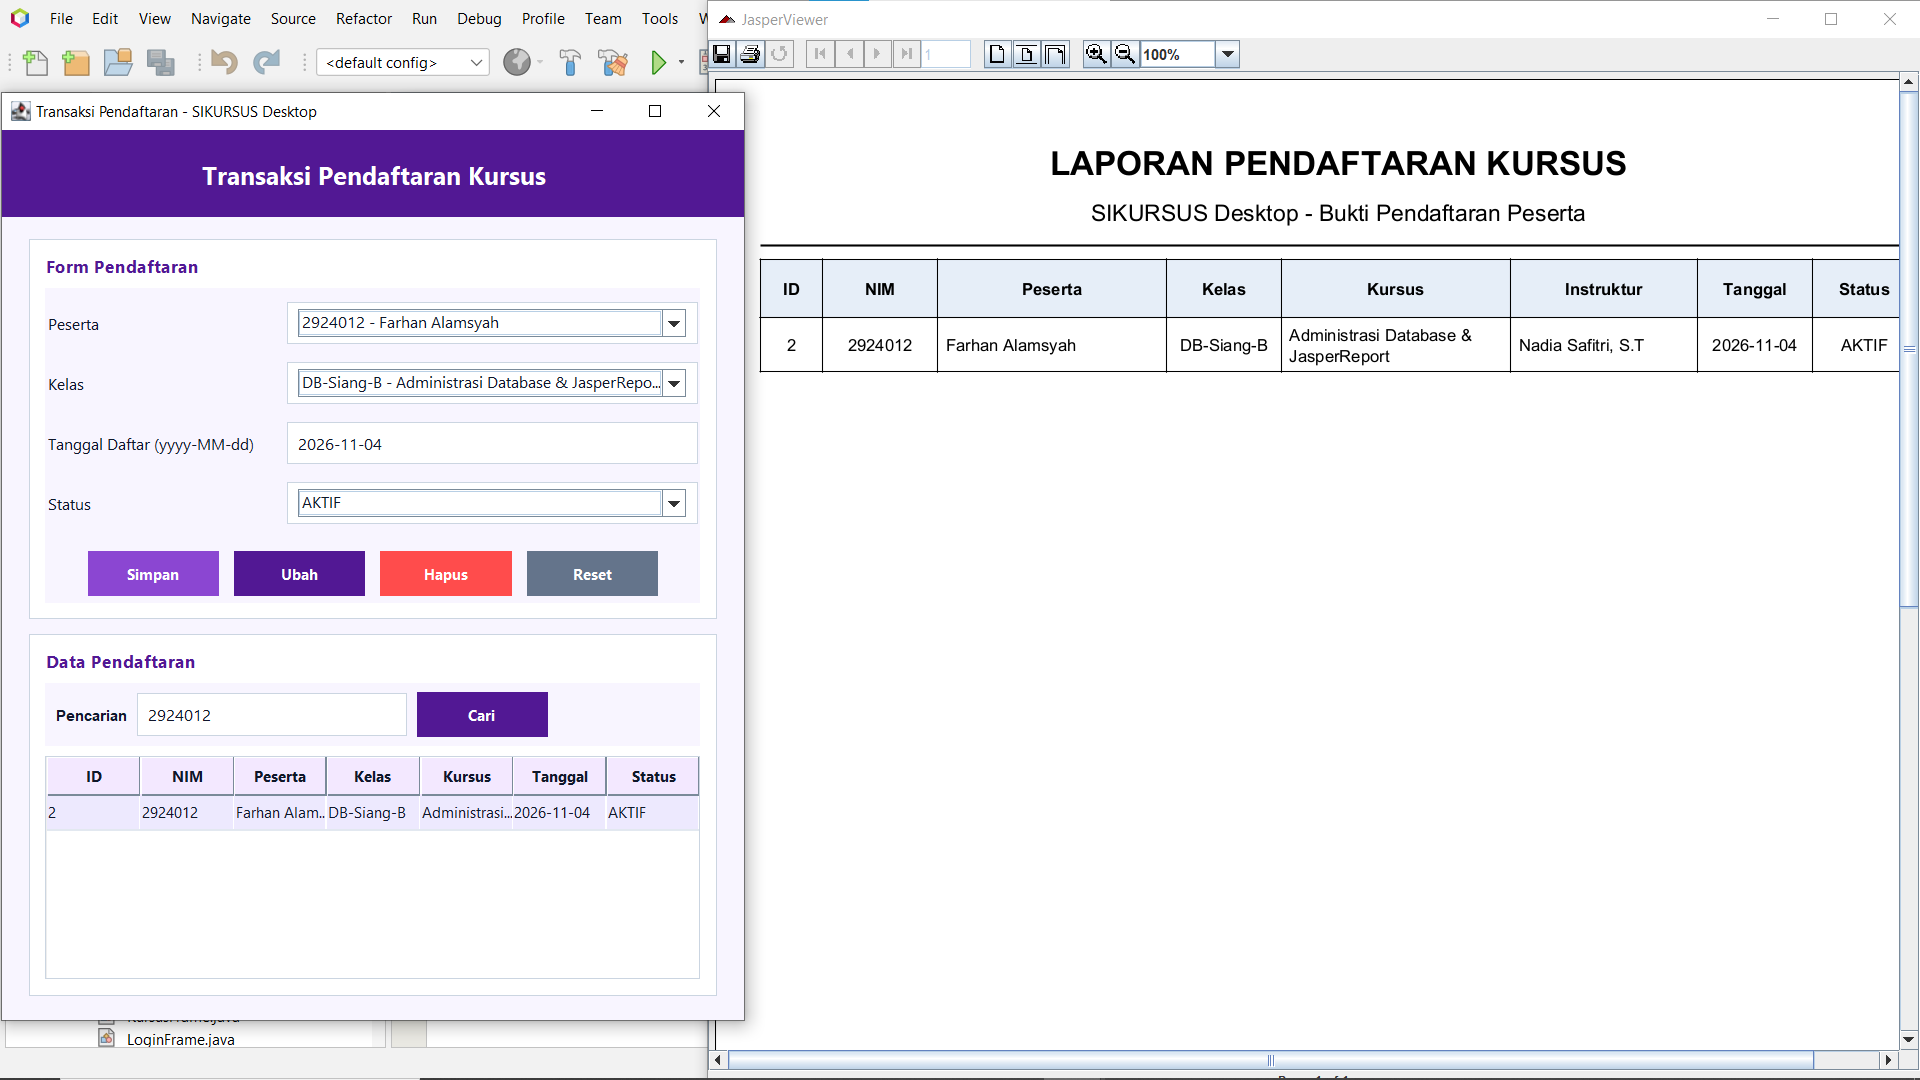 File Edit View Navigate Source Refactor Run Debug Profile Team Tools
<default config>
Transaksi Pendaftaran - SIKURSUS Desktop
Transaksi Pendaftaran Kursus
Form Pendaftaran
Peserta 2924012 - Farhan Alamsyah
Kelas DB-Siang-B - Administrasi Database & JasperRepo...
Tanggal Daftar (yyyy-MM-dd) 2026-11-04
Status AKTIF
Simpan Ubah Hapus Reset
Data Pendaftaran
Pencarian 2924012 Cari
ID NIM Peserta Kelas Kursus Tanggal Status
2 2924012 Farhan Alam... DB-Siang-B Administrasi... 2026-11-04 AKTIF
LoginFrame.java
JasperViewer
1 100%
LAPORAN PENDAFTARAN KURSUS
SIKURSUS Desktop - Bukti Pendaftaran Peserta
ID NIM Peserta Kelas Kursus Instruktur Tanggal Status
2 2924012 Farhan Alamsyah DB-Siang-B Administrasi Database & JasperReport Nadia Safitri, S.T 2026-11-04 AKTIF